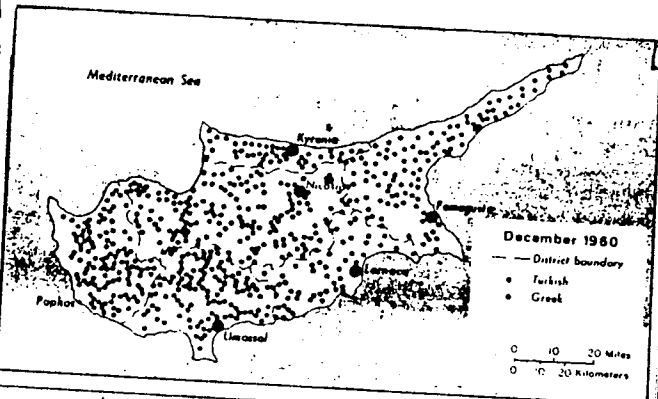 Mediterranean Sea
Kyrenia
Nicosia
Famagusta
Larnaca
Paphos
Limassol
December 1960
District boundary
Turkish
Greek
0 10 20 Miles
0 10 20 Kilometers